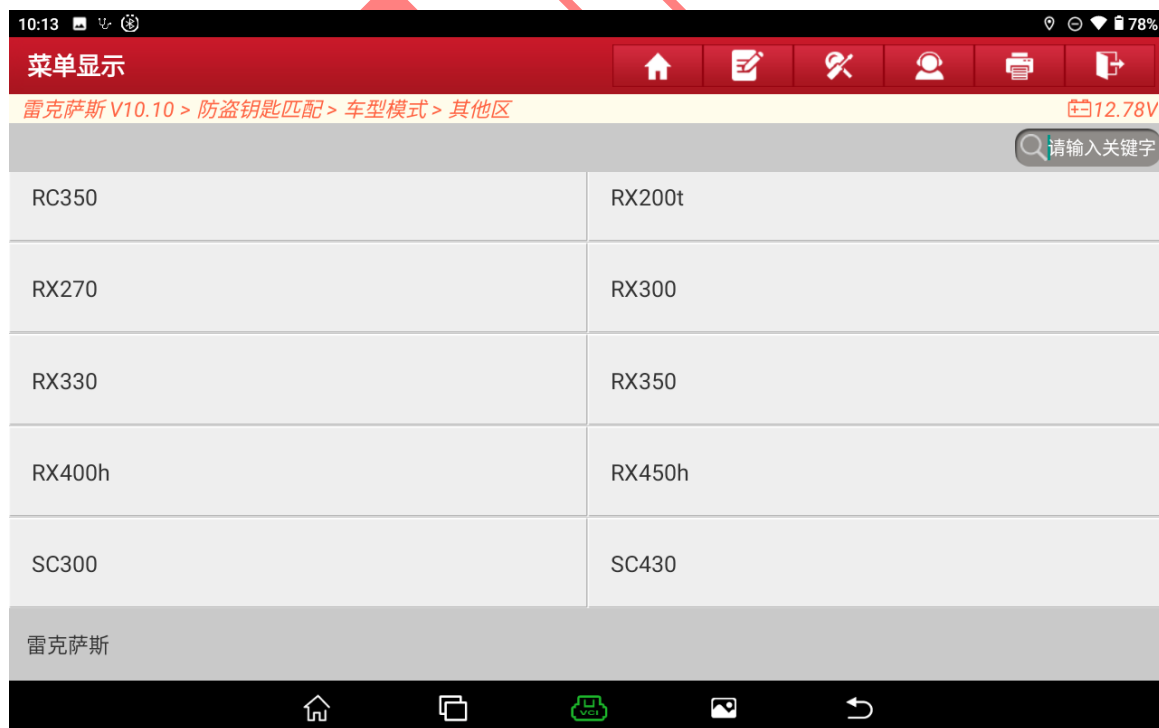 10:13 78%
菜单显示
雷克萨斯 V10.10 > 防盗钥匙匹配 > 车型模式 > 其他区 12.78V
请输入关键字
RC350 RX200t
RX270 RX300
RX330 RX350
RX400h RX450h
SC300 SC430
雷克萨斯
VCI